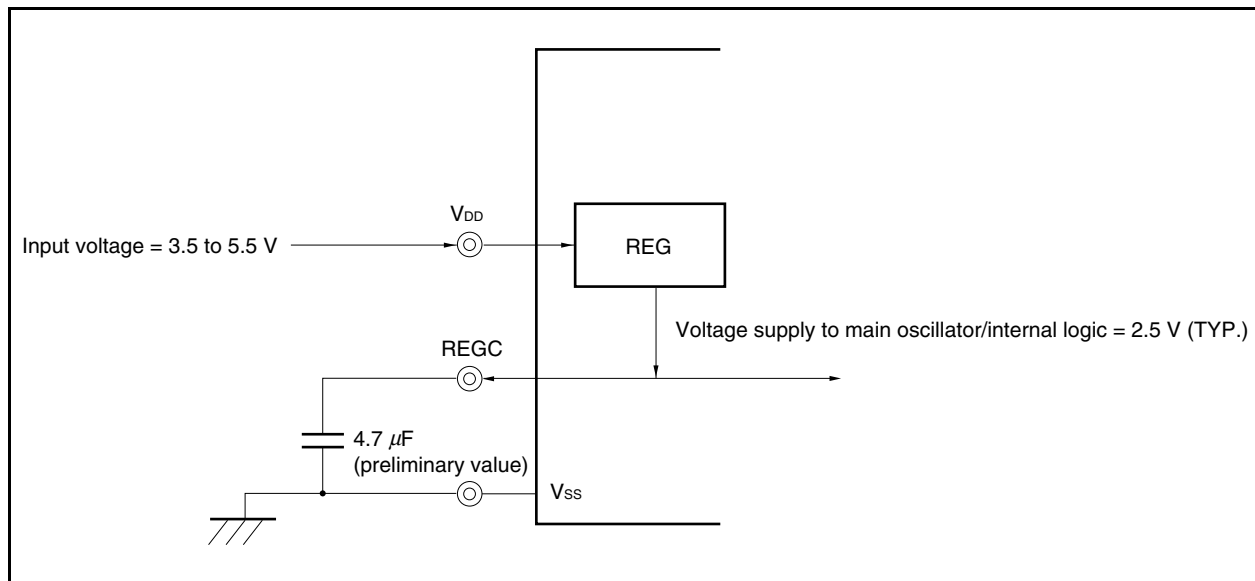 VDD
Input voltage = 3.5 to 5.5 V
REG
Voltage supply to main oscillator/internal logic = 2.5 V (TYP.)
REGC
4.7 μF
(preliminary value)
VSS